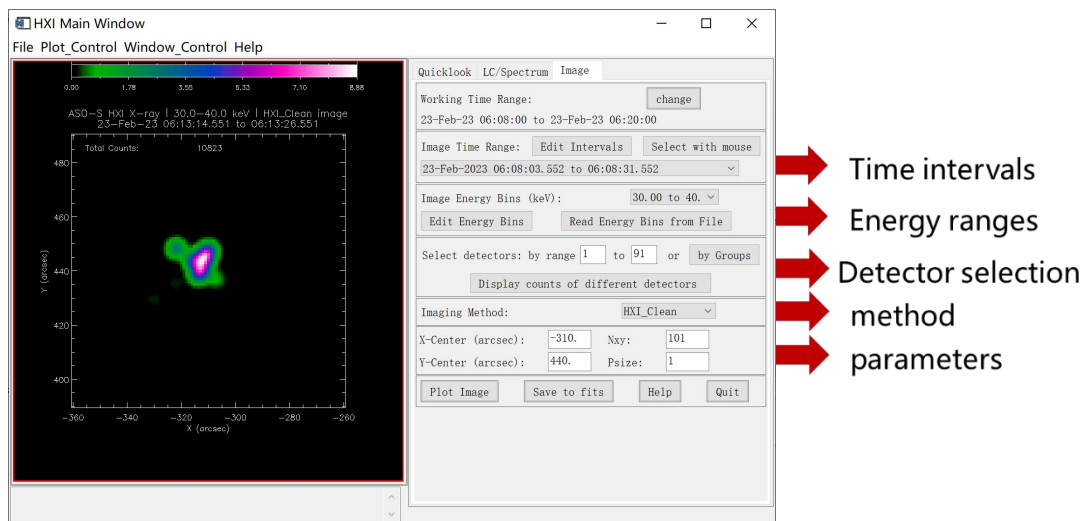 HXI Main Window
File Plot_Control Window_Control Help
0.00 1.78 3.55 5.33 7.10 8.88
ASO-S HXI X-ray | 30.0-40.0 keV | HXI_Clean image
23-Feb-23 06:13:14.551 to 06:13:26.551
Total Counts: 10823
480
460
440
420
400
Y (arcsec)
-360 -340 -320 -300 -280 -260
X (arcsec)
Quicklook LC/Spectrum Image
Working Time Range: change
23-Feb-23 06:08:00 to 23-Feb-23 06:20:00
Image Time Range: Edit Intervals Select with mouse
23-Feb-2023 06:08:03.552 to 06:08:31.552
Image Energy Bins (keV): 30.00 to 40.
Edit Energy Bins Read Energy Bins from File
Select detectors: by range 1 to 91 or by Groups
Display counts of different detectors
Imaging Method: HXI_Clean
X-Center (arcsec): -310. Nxy: 101
Y-Center (arcsec): 440. Psize: 1
Plot Image Save to fits Help Quit
Time intervals
Energy ranges
Detector selection
method
parameters